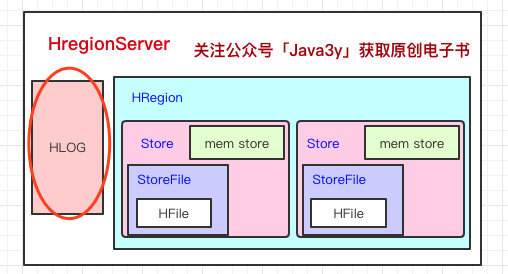 HregionServer
关注公众号「Java3y」获取原创电子书
HLOG
HRegion
Store
mem store
StoreFile
HFile
Store
mem store
StoreFile
HFile